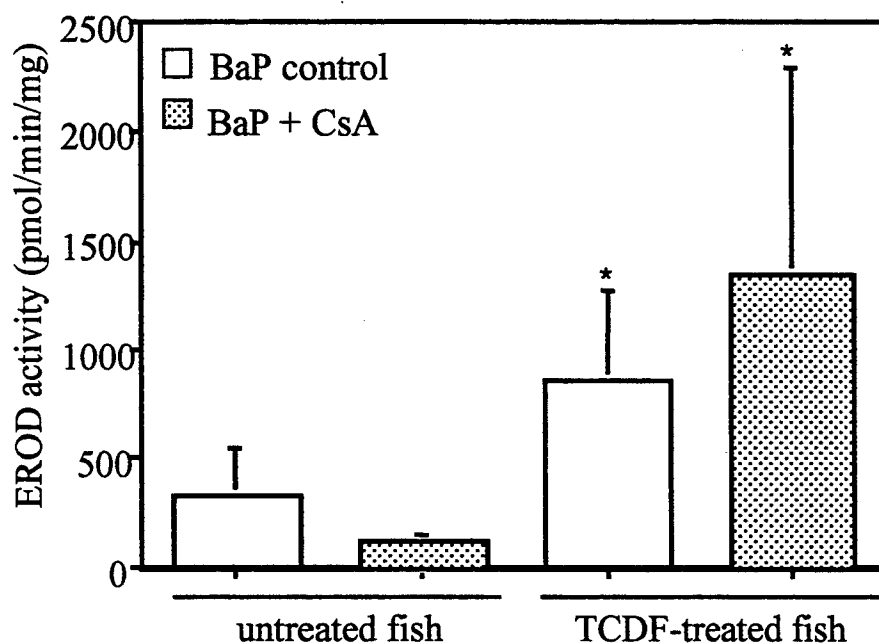 EROD activity (pmol/min/mg)
2500
2000
1500
1000
500
0
BaP control
BaP + CsA
*
*
untreated fish
TCDF-treated fish